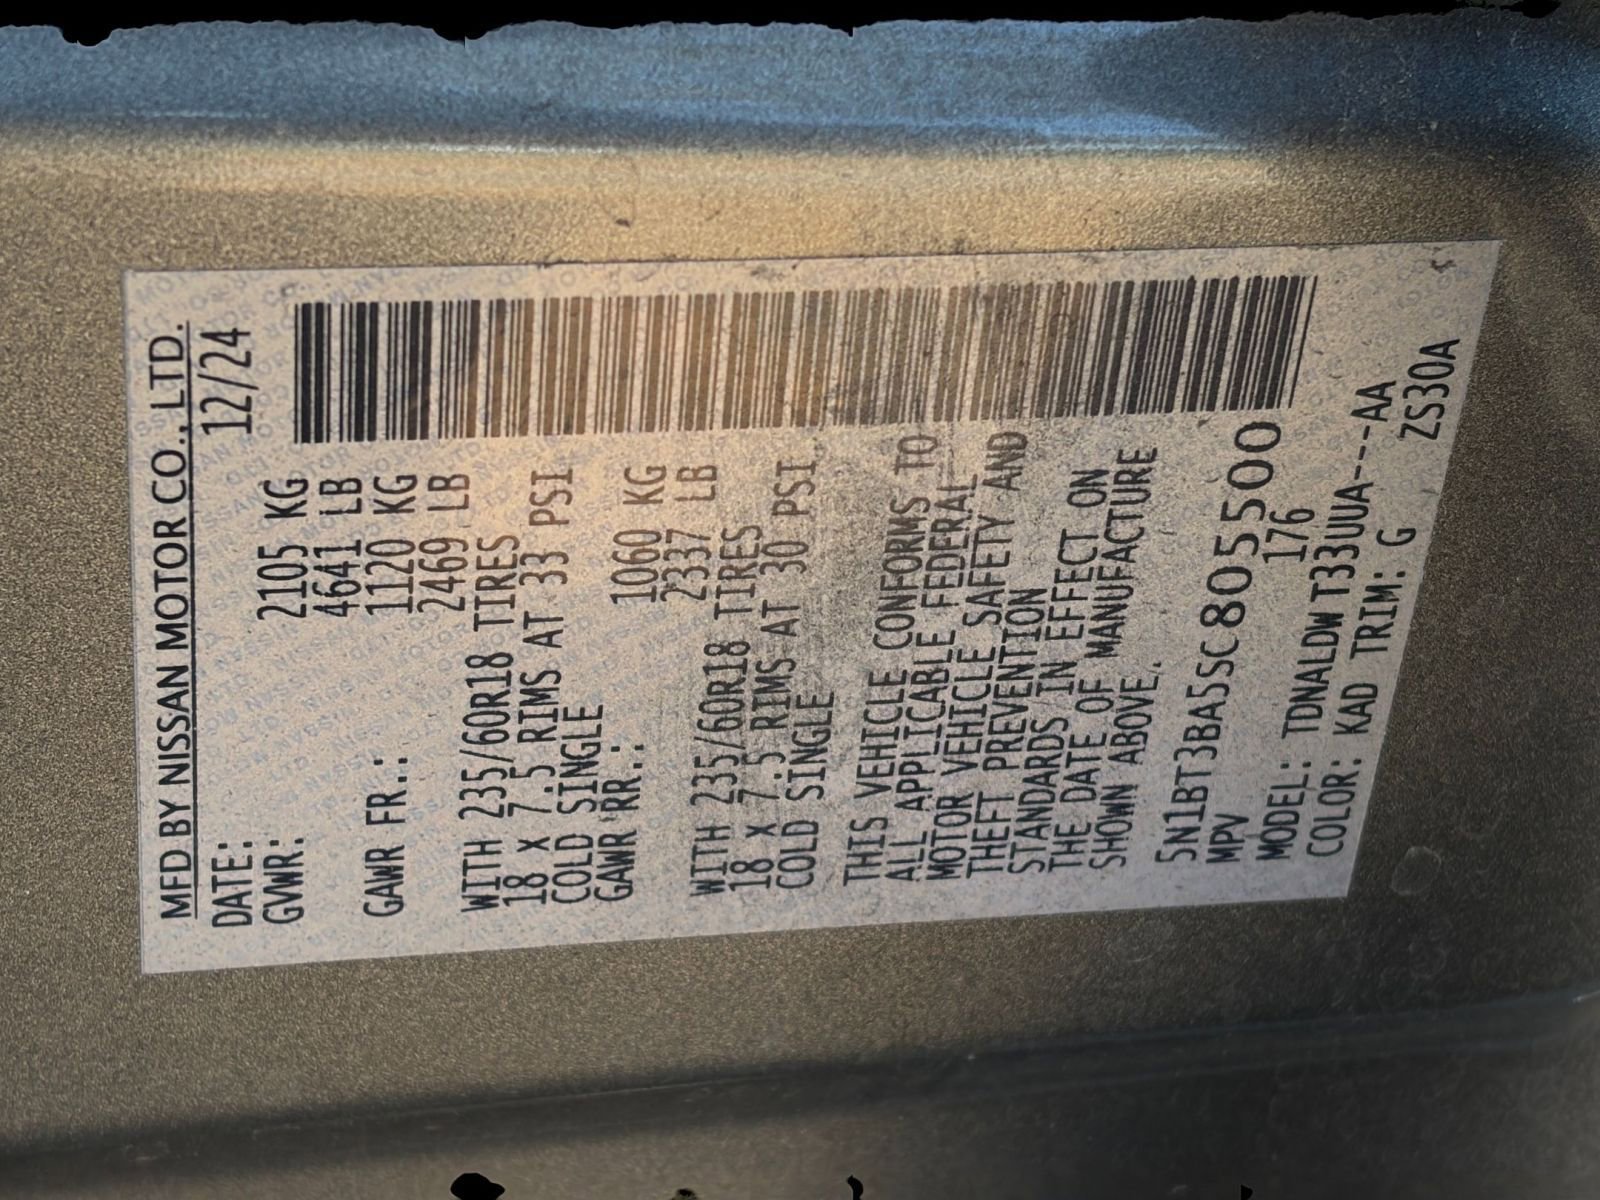 MFD BY NISSAN MOTOR CO., LTD.
DATE: 12/24
GVWR: 2105 KG
4641 LB
GAWR FR.: 1120 KG
2469 LB
WITH 235/60R18 TIRES
18 X 7.5 RIMS AT 33 PSI
COLD SINGLE
GAWR RR.: 1060 KG
2337 LB
WITH 235/60R18 TIRES
18 X 7.5 RIMS AT 30 PSI.
COLD SINGLE
THIS VEHICLE CONFORMS TO
ALL APPLICABLE FEDERAL
MOTOR VEHICLE SAFETY AND
THEFT PREVENTION
STANDARDS IN EFFECT ON
THE DATE OF MANUFACTURE
SHOWN ABOVE.
5N1BT3BA5SC805500
MPV 176
MODEL: TDNALDW T33UUA---AA
COLOR: KAD TRIM: G ZS30A